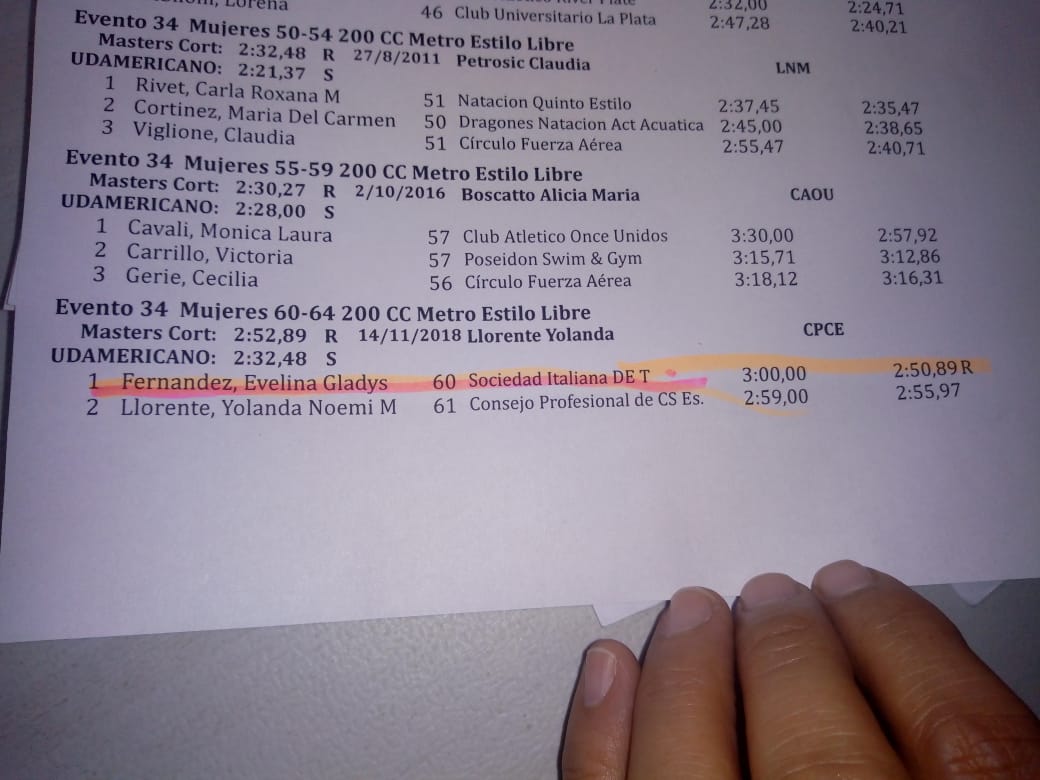 Lorena
46 Club Universitario La Plata 2:47,28 2:40,21
2:32,00 2:24,71
Evento 34 Mujeres 50-54 200 CC Metro Estilo Libre
Masters Cort: 2:32,48 R 27/8/2011 Petrosic Claudia LNM
UDAMERICANO: 2:21,37 S
1 Rivet, Carla Roxana M 51 Natacion Quinto Estilo 2:37,45 2:35,47
2 Cortinez, Maria Del Carmen 50 Dragones Natacion Act Acuatica 2:45,00 2:38,65
3 Viglione, Claudia 51 Círculo Fuerza Aérea 2:55,47 2:40,71
Evento 34 Mujeres 55-59 200 CC Metro Estilo Libre
Masters Cort: 2:30,27 R 2/10/2016 Boscatto Alicia Maria CAOU
UDAMERICANO: 2:28,00 S
1 Cavali, Monica Laura 57 Club Atletico Once Unidos 3:30,00 2:57,92
2 Carrillo, Victoria 57 Poseidon Swim & Gym 3:15,71 3:12,86
3 Gerie, Cecilia 56 Círculo Fuerza Aérea 3:18,12 3:16,31
Evento 34 Mujeres 60-64 200 CC Metro Estilo Libre
Masters Cort: 2:52,89 R 14/11/2018 Llorente Yolanda CPCE
UDAMERICANO: 2:32,48 S
1 Fernandez, Evelina Gladys 60 Sociedad Italiana DE T 3:00,00 2:50,89 R
2 Llorente, Yolanda Noemi M 61 Consejo Profesional de CS Es. 2:59,00 2:55,97